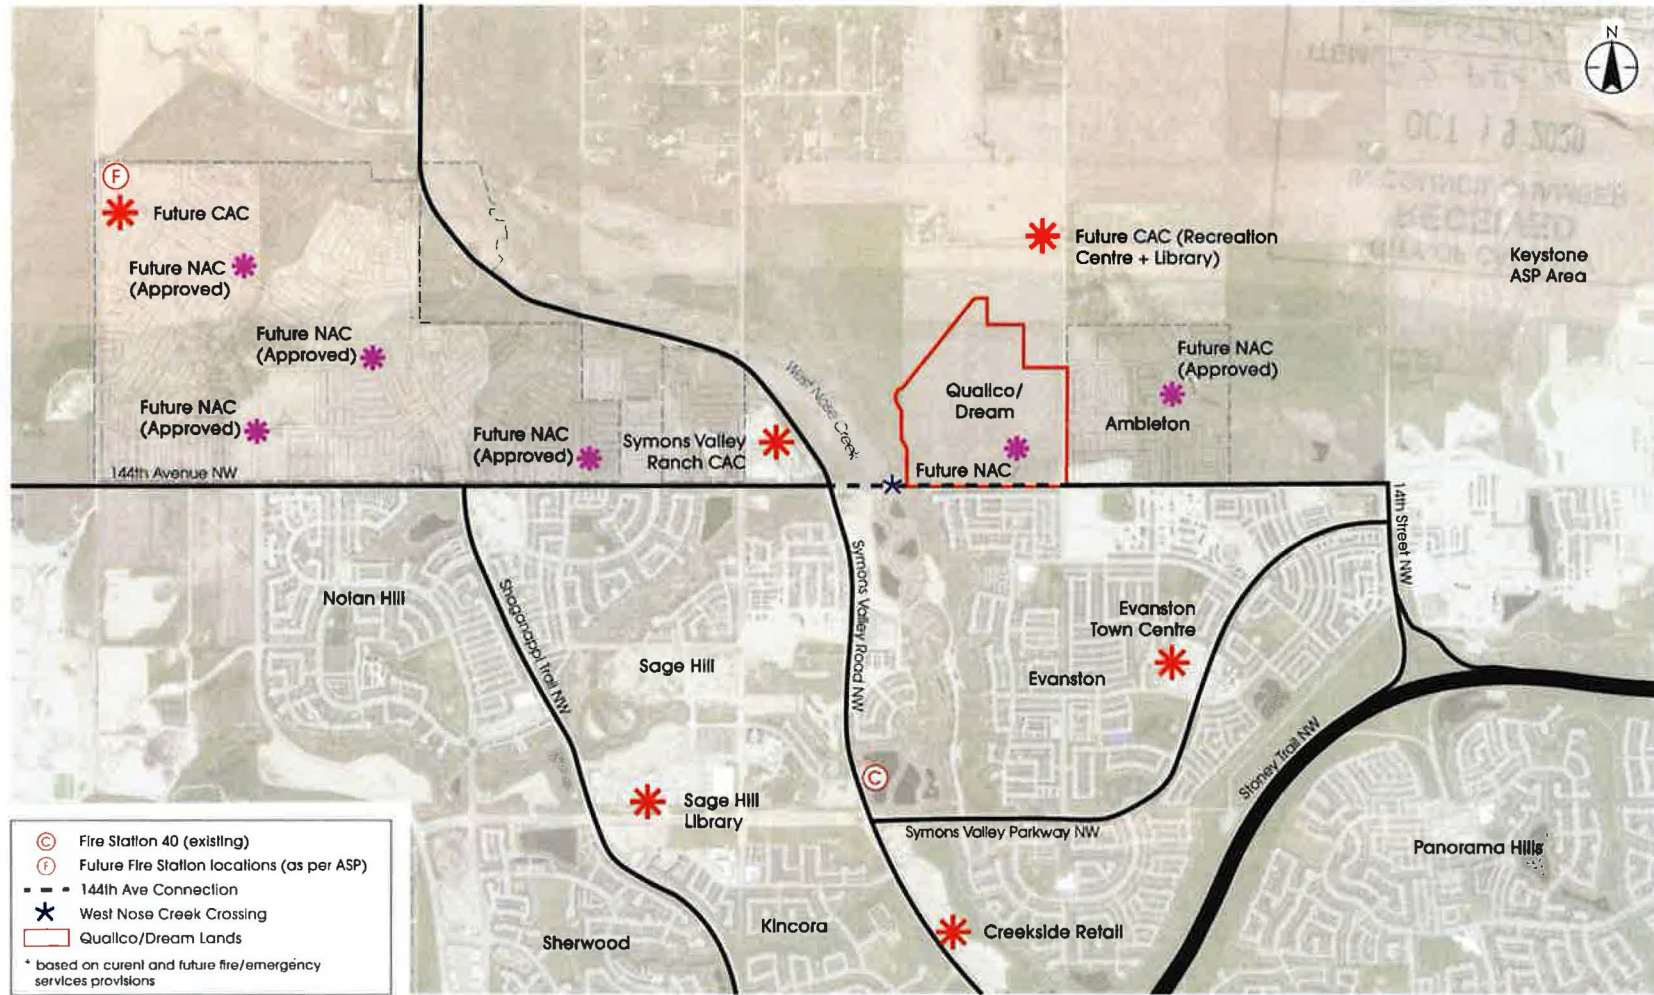 N
OCT 19 2020
RECEIVED
Future CAC
Future CAC (Recreation
Centre + Library)
Keystone
ASP Area
Future NAC
(Approved)
Future NAC
(Approved)
Future NAC
(Approved)
Future NAC
(Approved)
Future NAC
(Approved)
Symons Valley
Ranch CAC
West Nose Creek
Qualico/
Dream
Future NAC
Ambleton
144th Avenue NW
14th Street NW
Nolan Hill
Shaganappi Trail NW
Sage Hill
Symons Valley Road NW
Evanston
Town Centre
Evanston
Stoney Trail NW
C
F
Sage Hill
Library
Symons Valley Parkway NW
Panorama Hills
Sherwood
Kincora
Creekside Retail
C Fire Station 40 (existing)
F Future Fire Station locations (as per ASP)
144th Ave Connection
West Nose Creek Crossing
Qualico/Dream Lands
* based on curent and future fire/emergency
services provisions